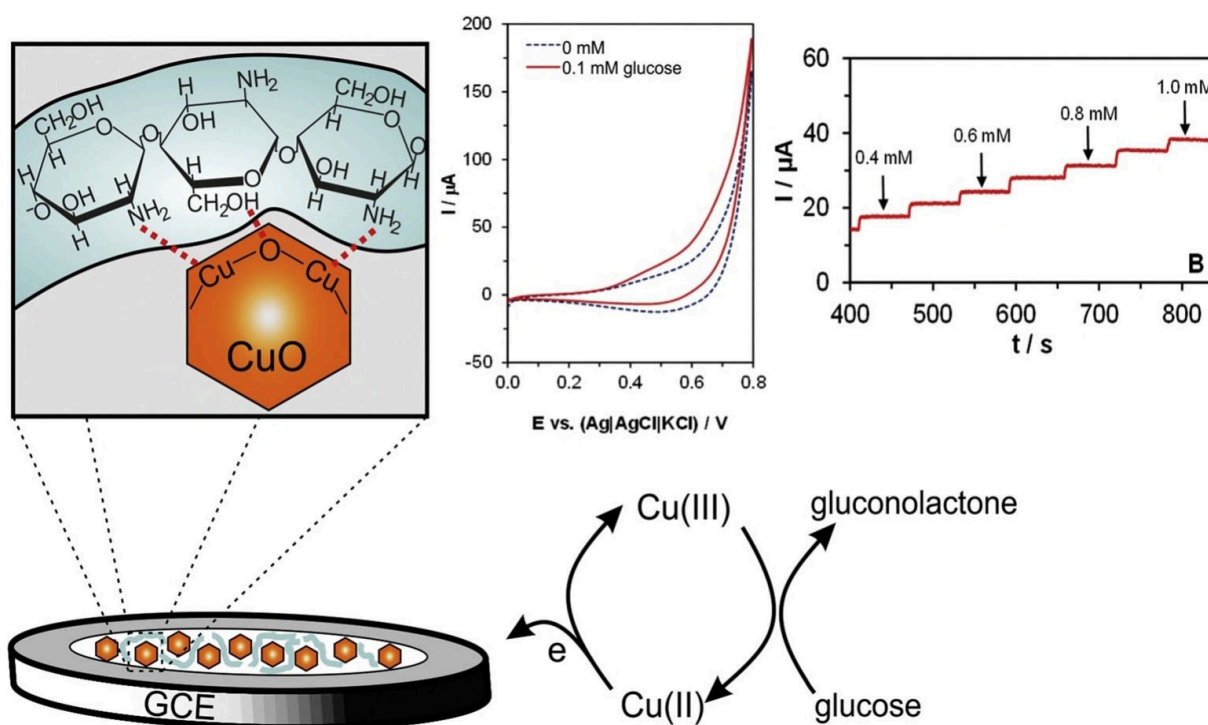 CH₂OH
H
O
H
H
OH
H
NH₂
O
H
OH
H
NH₂
H
H
CH₂OH
O
O
CH₂OH
H
O
H
H
OH
H
NH₂
H
O
Cu
O
Cu
CuO
200
150
100
50
0
-50
I / µA
0 mM
0.1 mM glucose
0.0
0.2
0.4
0.6
0.8
E vs. (Ag|AgCl|KCl) / V
60
40
20
0
I / µA
0.4 mM
0.6 mM
0.8 mM
1.0 mM
B
400
500
600
700
800
t / s
Cu(III)
gluconolactone
e
Cu(II)
glucose
GCE